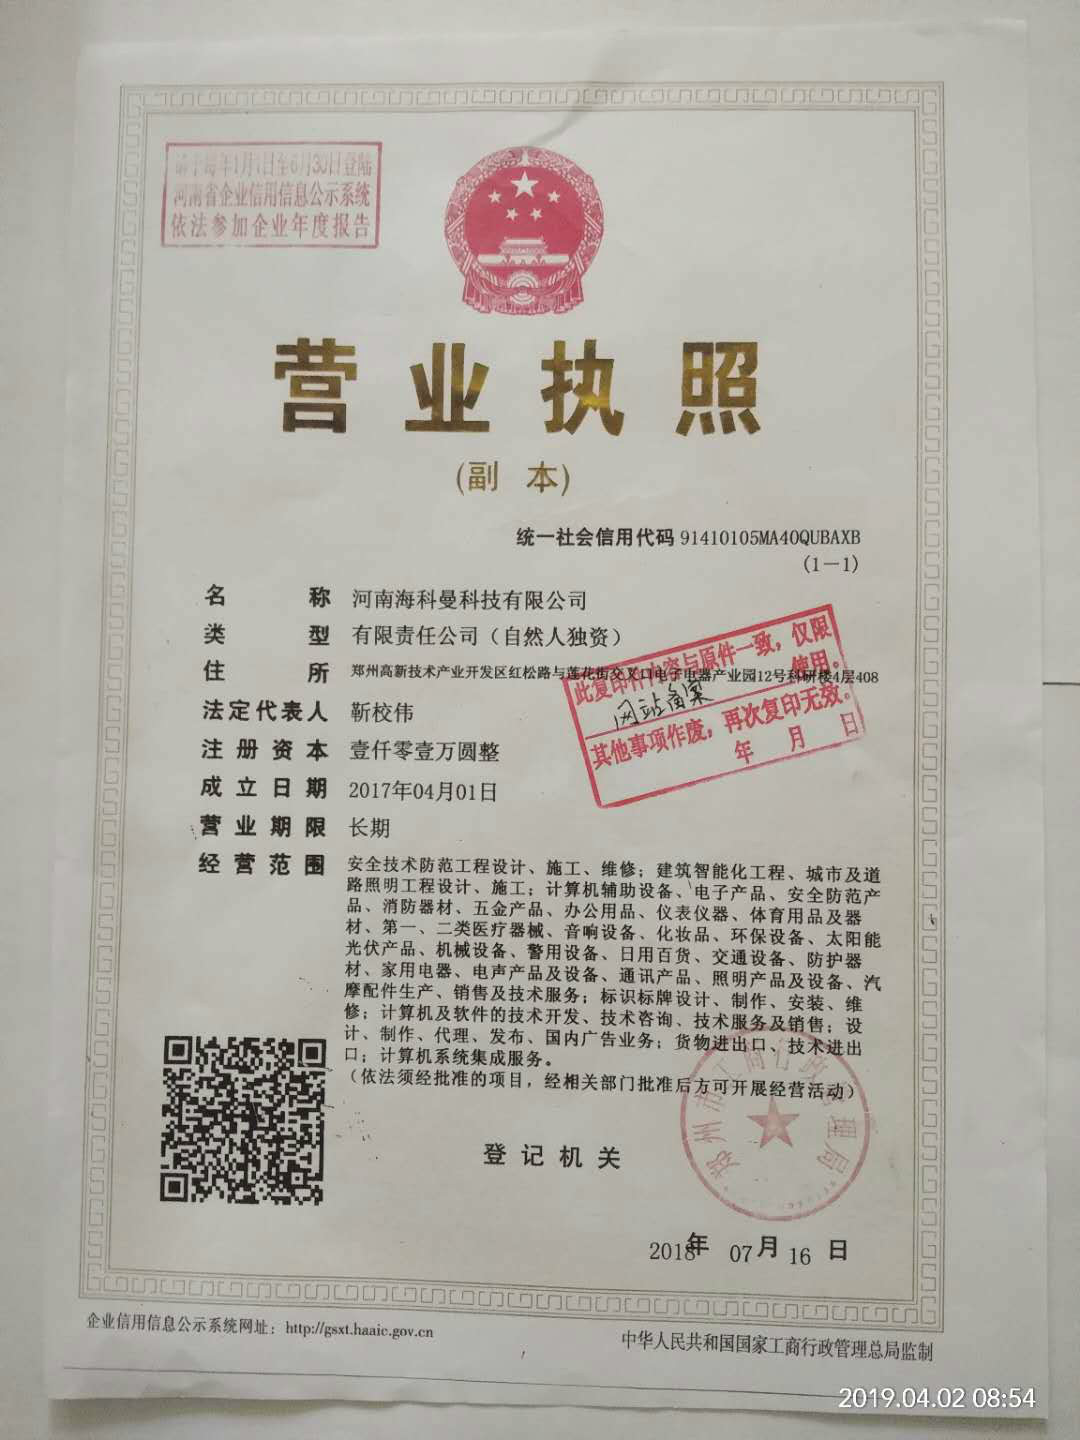 请于每年1月1日至6月30日登陆
河南省企业信用信息公示系统
依法参加企业年度报告
营业执照
(副 本)
统一社会信用代码 91410105MA40QUBAXB
(1－1)
名 称 河南海科曼科技有限公司
类 型 有限责任公司（自然人独资）
住 所 郑州高新技术产业开发区红松路与莲花街交叉口电子电器产业园12号科研楼4层408
法定代表人 靳校伟
注册资本 壹仟零壹万圆整
成立日期 2017年04月01日
营业期限 长期
经营范围 安全技术防范工程设计、施工、维修；建筑智能化工程、城市及道
路照明工程设计、施工；计算机辅助设备、电子产品、安全防范产
品、消防器材、五金产品、办公用品、仪表仪器、体育用品及器
材、第一、二类医疗器械、音响设备、化妆品、环保设备、太阳能
光伏产品、机械设备、警用设备、日用百货、交通设备、防护器
材、家用电器、电声产品及设备、通讯产品、照明产品及设备、汽
摩配件生产、销售及技术服务；标识标牌设计、制作、安装、维
修；计算机及软件的技术开发、技术咨询、技术服务及销售；设
计、制作、代理、发布、国内广告业务；货物进出口、技术进出
口；计算机系统集成服务。
（依法须经批准的项目，经相关部门批准后方可开展经营活动）
此复印件内容与原件一致，仅限
网站备案 使用。
其他事项作废，再次复印无效。
年 月 日
登记机关
郑州市工商行政管理局
2018年 07月 16 日
企业信用信息公示系统网址：http://gsxt.haaic.gov.cn
中华人民共和国国家工商行政管理总局监制
2019.04.02 08:54